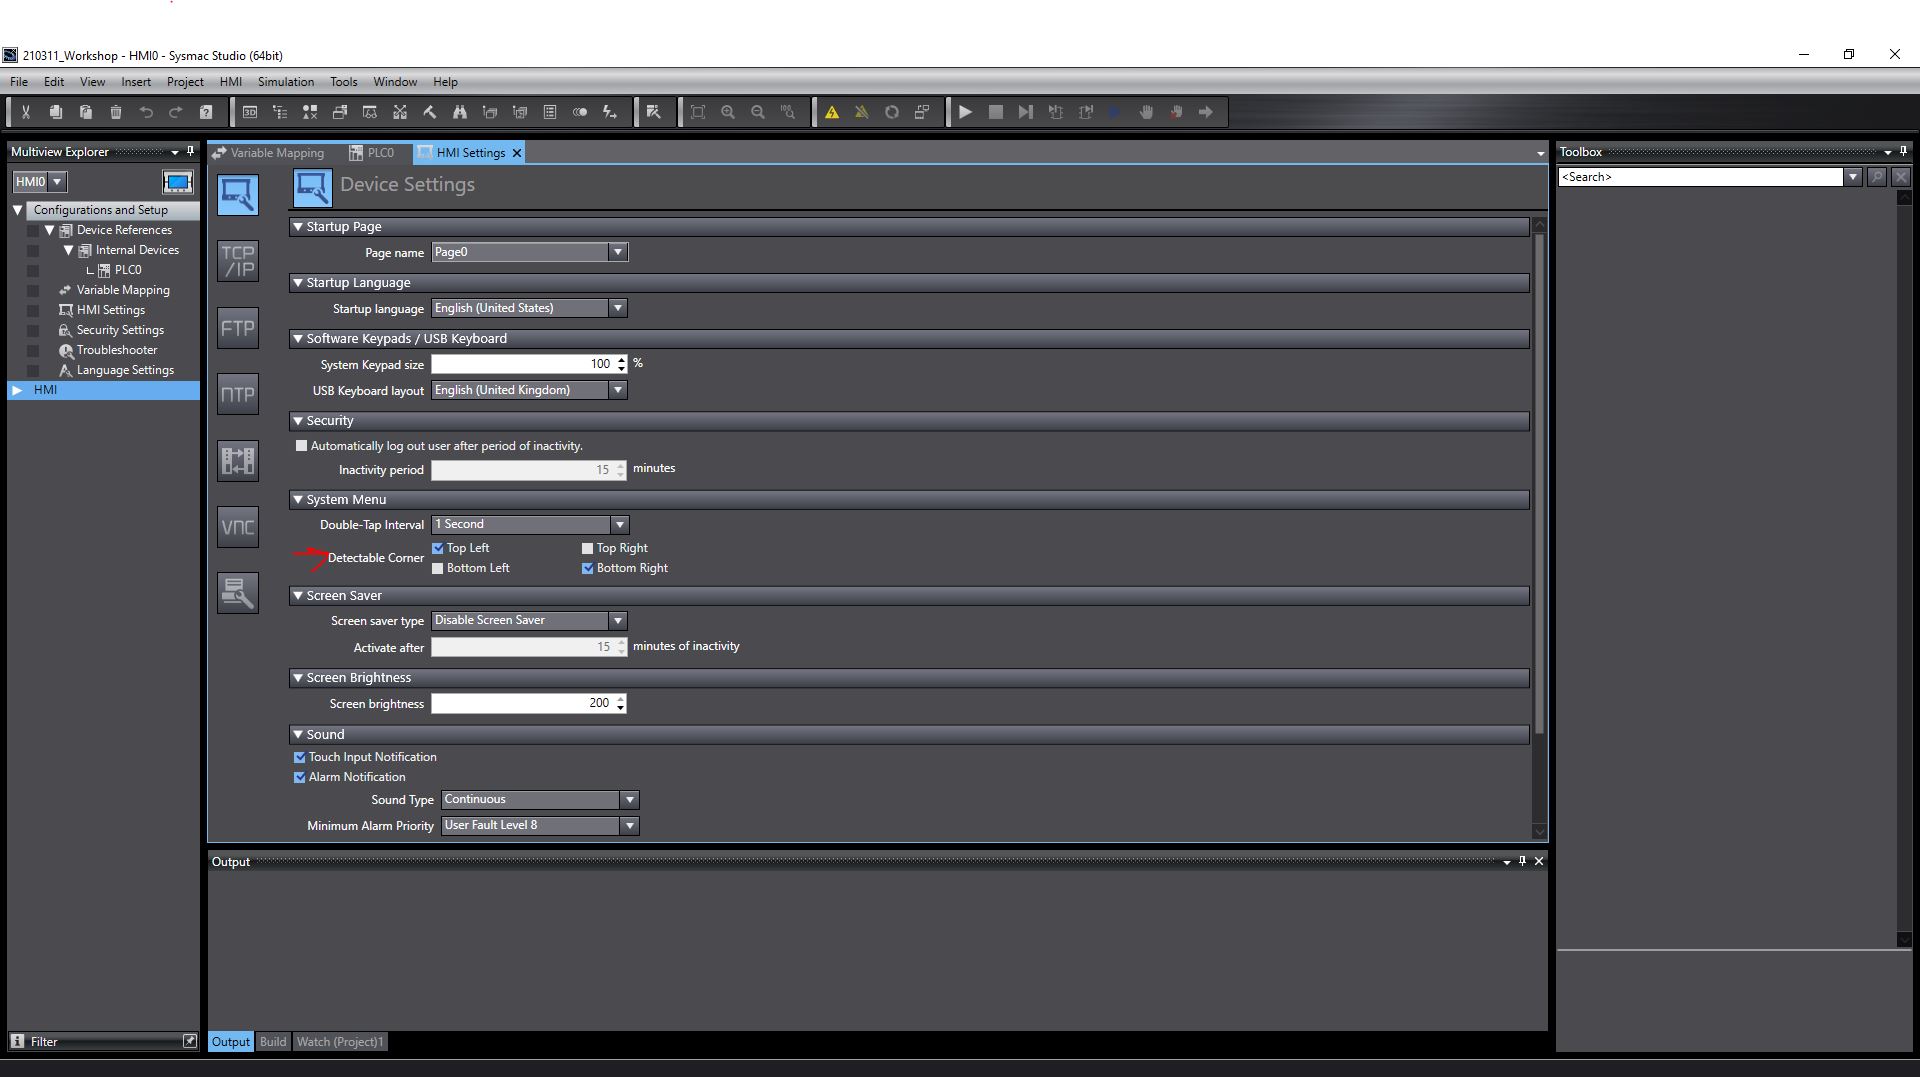 210311_Workshop - HMI0 - Sysmac Studio (64bit)
File Edit View Insert Project HMI Simulation Tools Window Help
Multiview Explorer
HMI0
Configurations and Setup
Device References
Internal Devices
PLC0
Variable Mapping
HMI Settings
Security Settings
Troubleshooter
Language Settings
HMI
Filter
Variable Mapping PLC0 HMI Settings
TCP/IP
FTP
NTP
VNC
Device Settings
Startup Page
Page name Page0
Startup Language
Startup language English (United States)
Software Keypads / USB Keyboard
System Keypad size 100 %
USB Keyboard layout English (United Kingdom)
Security
Automatically log out user after period of inactivity.
Inactivity period 15 minutes
System Menu
Double-Tap Interval 1 Second
Detectable Corner Top Left Top Right
Bottom Left Bottom Right
Screen Saver
Screen saver type Disable Screen Saver
Activate after 15 minutes of inactivity
Screen Brightness
Screen brightness 200
Sound
Touch Input Notification
Alarm Notification
Sound Type Continuous
Minimum Alarm Priority User Fault Level 8
Output
Output Build Watch (Project)1
Toolbox
<Search>